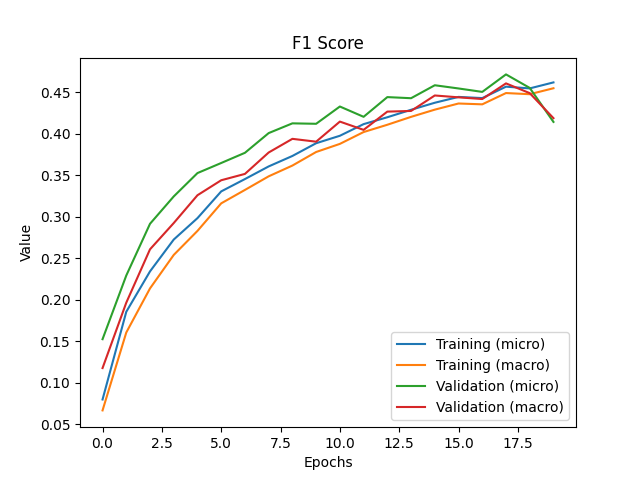 F1 Score
Value
0.45
0.40
0.35
0.30
0.25
0.20
0.15
0.10
0.05
Training (micro)
Training (macro)
Validation (micro)
Validation (macro)
0.0 2.5 5.0 7.5 10.0 12.5 15.0 17.5
Epochs